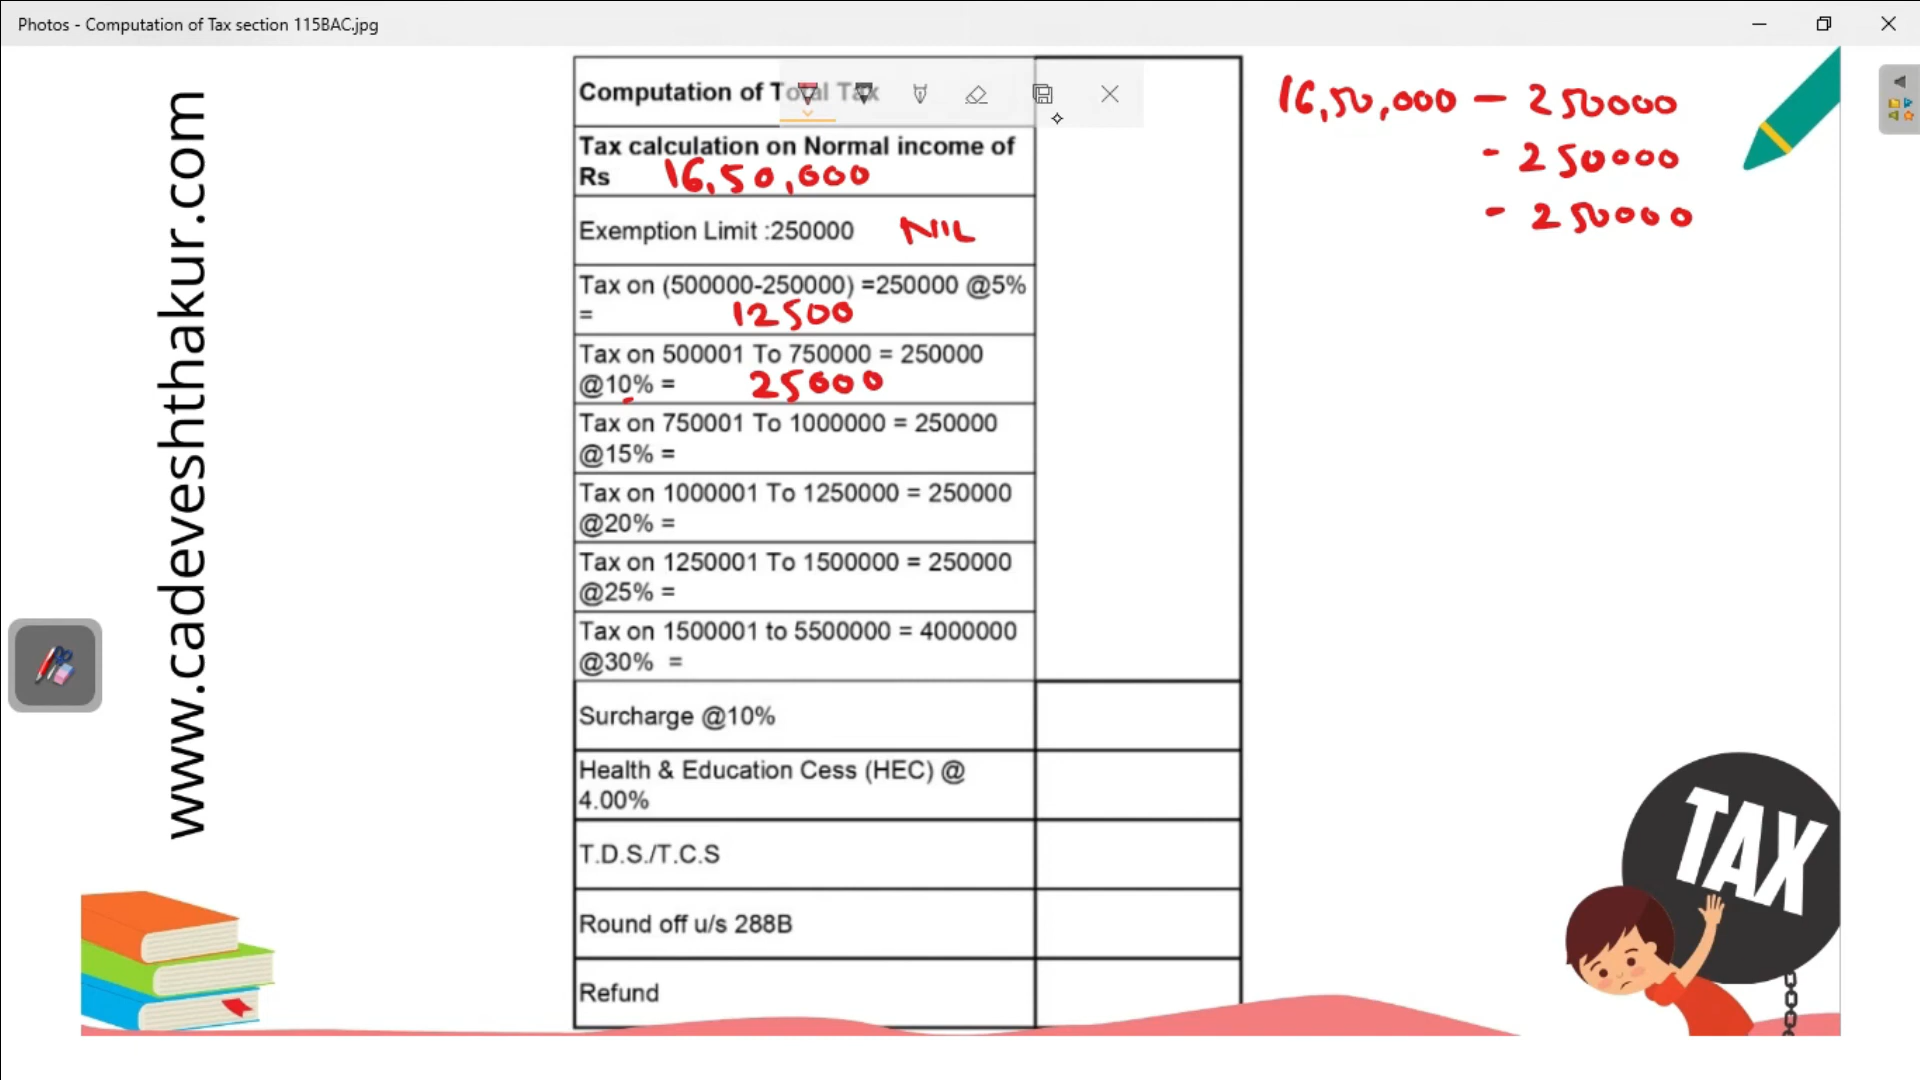 Photos - Computation of Tax section 115BAC.jpg
www.cadeveshthakur.com
Computation of Total Tax
Tax calculation on Normal income of
Rs 16,50,000
Exemption Limit :250000 NIL
Tax on (500000-250000) =250000 @5%
= 12500
Tax on 500001 To 750000 = 250000
@10% = 25000
Tax on 750001 To 1000000 = 250000
@15% =
Tax on 1000001 To 1250000 = 250000
@20% =
Tax on 1250001 To 1500000 = 250000
@25% =
Tax on 1500001 to 5500000 = 4000000
@30% =
Surcharge @10%
Health & Education Cess (HEC) @
4.00%
T.D.S./T.C.S
Round off u/s 288B
Refund
16,50,000 - 250000
- 250000
- 250000
TAX